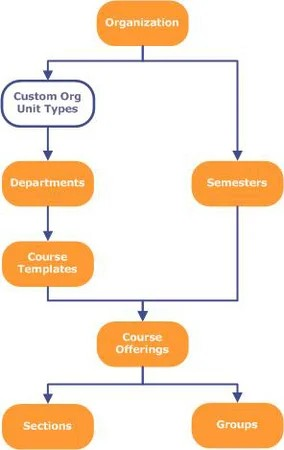 Organization
Custom Org
Unit Types
Departments
Semesters
Course
Templates
Course
Offerings
Sections
Groups